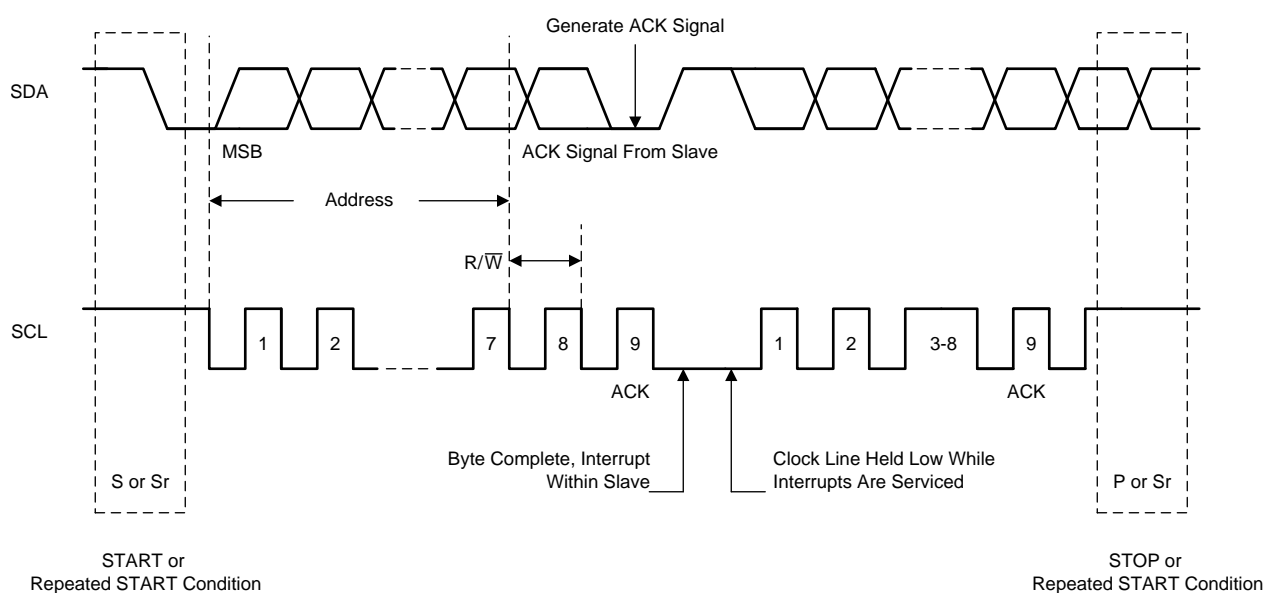 Generate ACK Signal
SDA
MSB
ACK Signal From Slave
Address
R/W̅
SCL
1
2
7
8
9
1
2
3-8
9
ACK
ACK
Byte Complete, Interrupt
Within Slave
Clock Line Held Low While
Interrupts Are Serviced
S or Sr
P or Sr
START or
Repeated START Condition
STOP or
Repeated START Condition